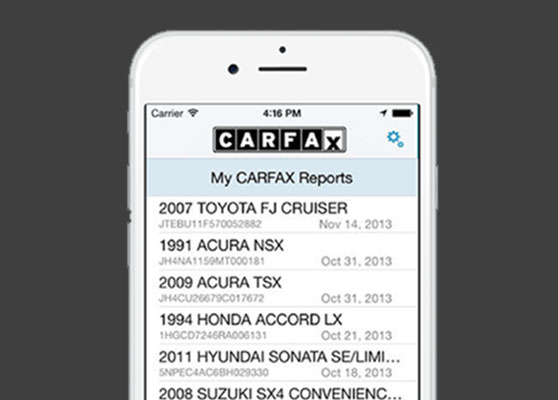 Carrier 4:16 PM
CARFAX
My CARFAX Reports
2007 TOYOTA FJ CRUISER
JTEBU11F570052882 Nov 14, 2013
1991 ACURA NSX
JH4NA1159MT000181 Oct 31, 2013
2009 ACURA TSX
JH4CU26679C017672 Oct 31, 2013
1994 HONDA ACCORD LX
1HGCD7246RA006131 Oct 21, 2013
2011 HYUNDAI SONATA SE/LIMI...
5NPEC4AC6BH029330 Oct 18, 2013
2008 SUZUKI SX4 CONVENIENC...